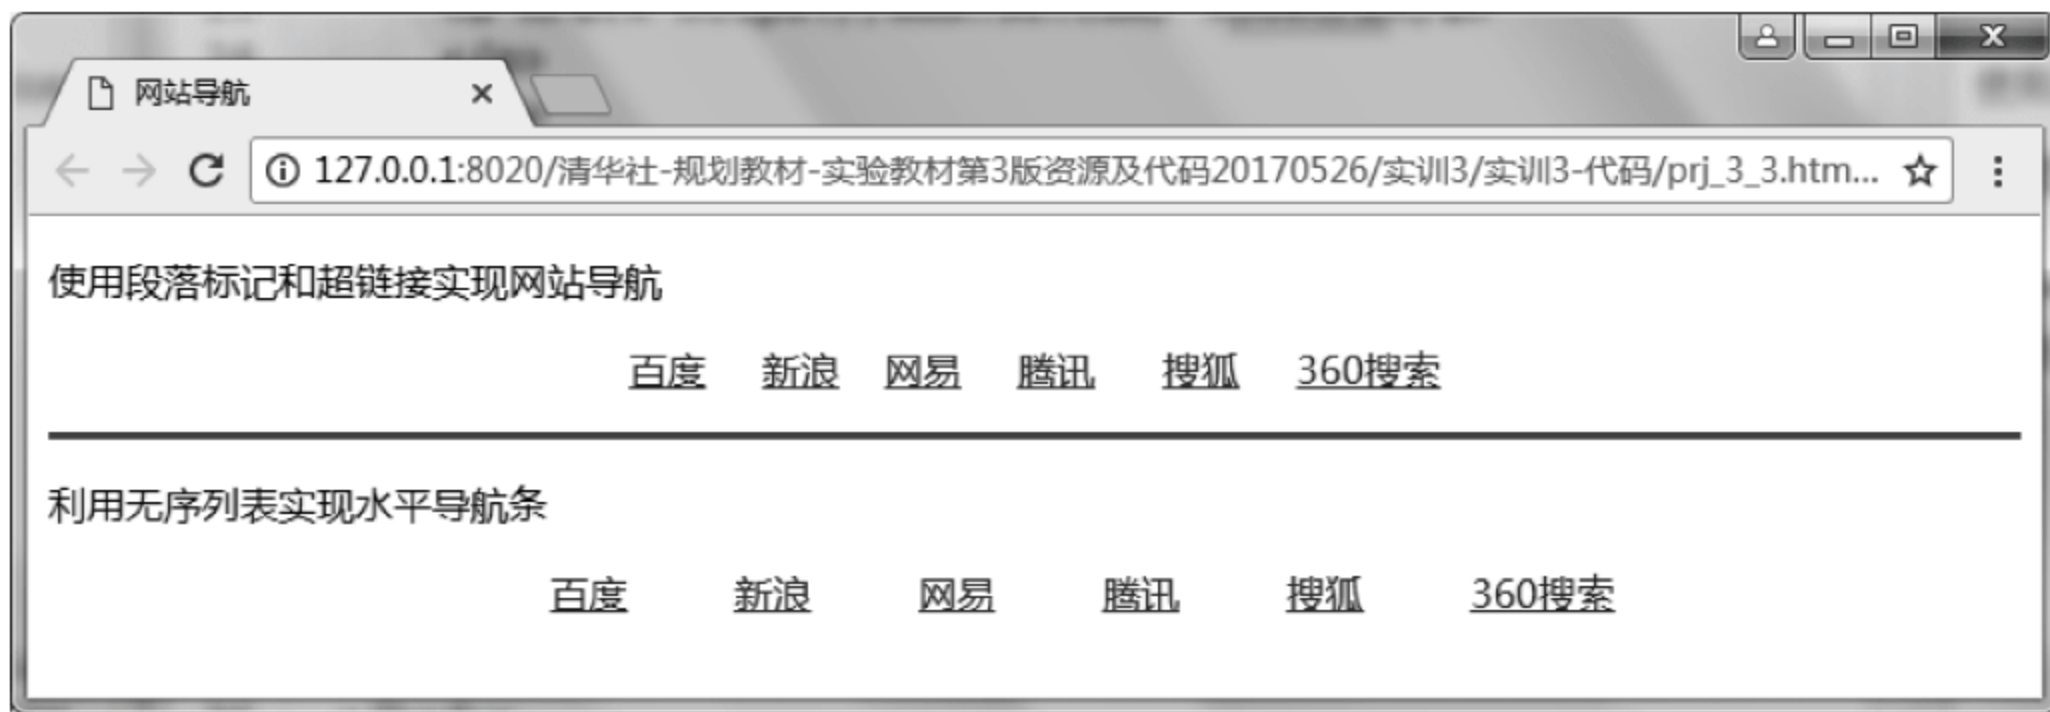 网站导航
127.0.0.1:8020/清华社-规划教材-实验教材第3版资源及代码20170526/实训3/实训3-代码/prj_3_3.htm...
使用段落标记和超链接实现网站导航
百度 新浪 网易 腾讯 搜狐 360搜索
利用无序列表实现水平导航条
百度 新浪 网易 腾讯 搜狐 360搜索